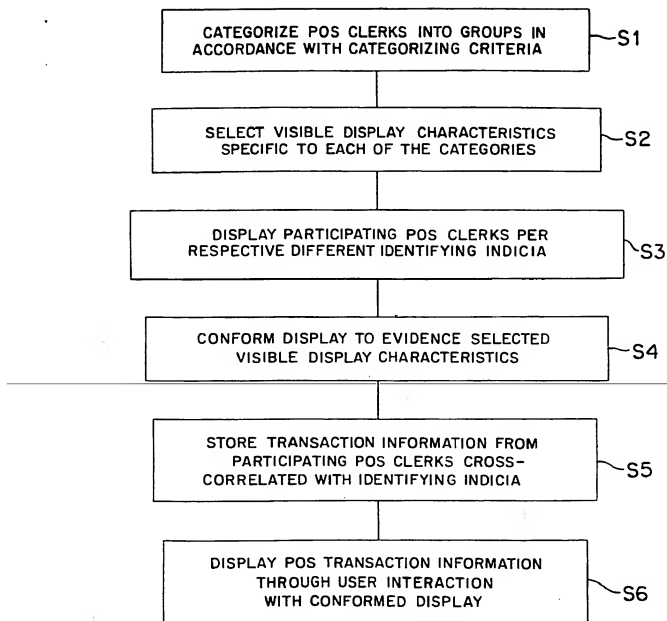 CATEGORIZE POS CLERKS INTO GROUPS IN
ACCORDANCE WITH CATEGORIZING CRITERIA
S1
SELECT VISIBLE DISPLAY CHARACTERISTICS
SPECIFIC TO EACH OF THE CATEGORIES
S2
DISPLAY PARTICIPATING POS CLERKS PER
RESPECTIVE DIFFERENT IDENTIFYING INDICIA
S3
CONFORM DISPLAY TO EVIDENCE SELECTED
VISIBLE DISPLAY CHARACTERISTICS
S4
STORE TRANSACTION INFORMATION FROM
PARTICIPATING POS CLERKS CROSS-
CORRELATED WITH IDENTIFYING INDICIA
S5
DISPLAY POS TRANSACTION INFORMATION
THROUGH USER INTERACTION
WITH CONFORMED DISPLAY
S6